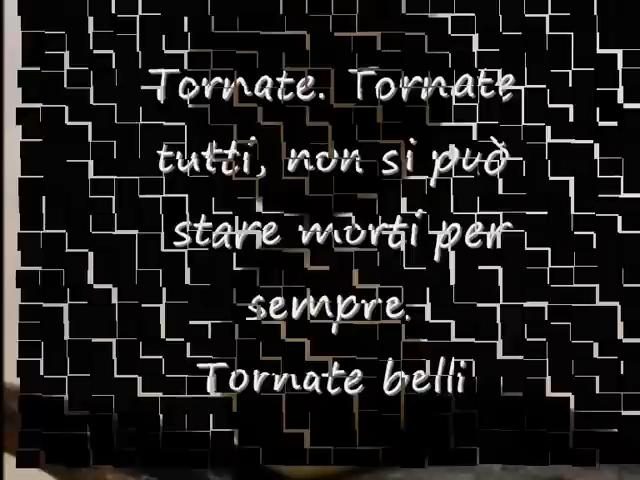 Tornate. Tornate
tutti, non si può
stare morti per
sempre.
Tornate belli